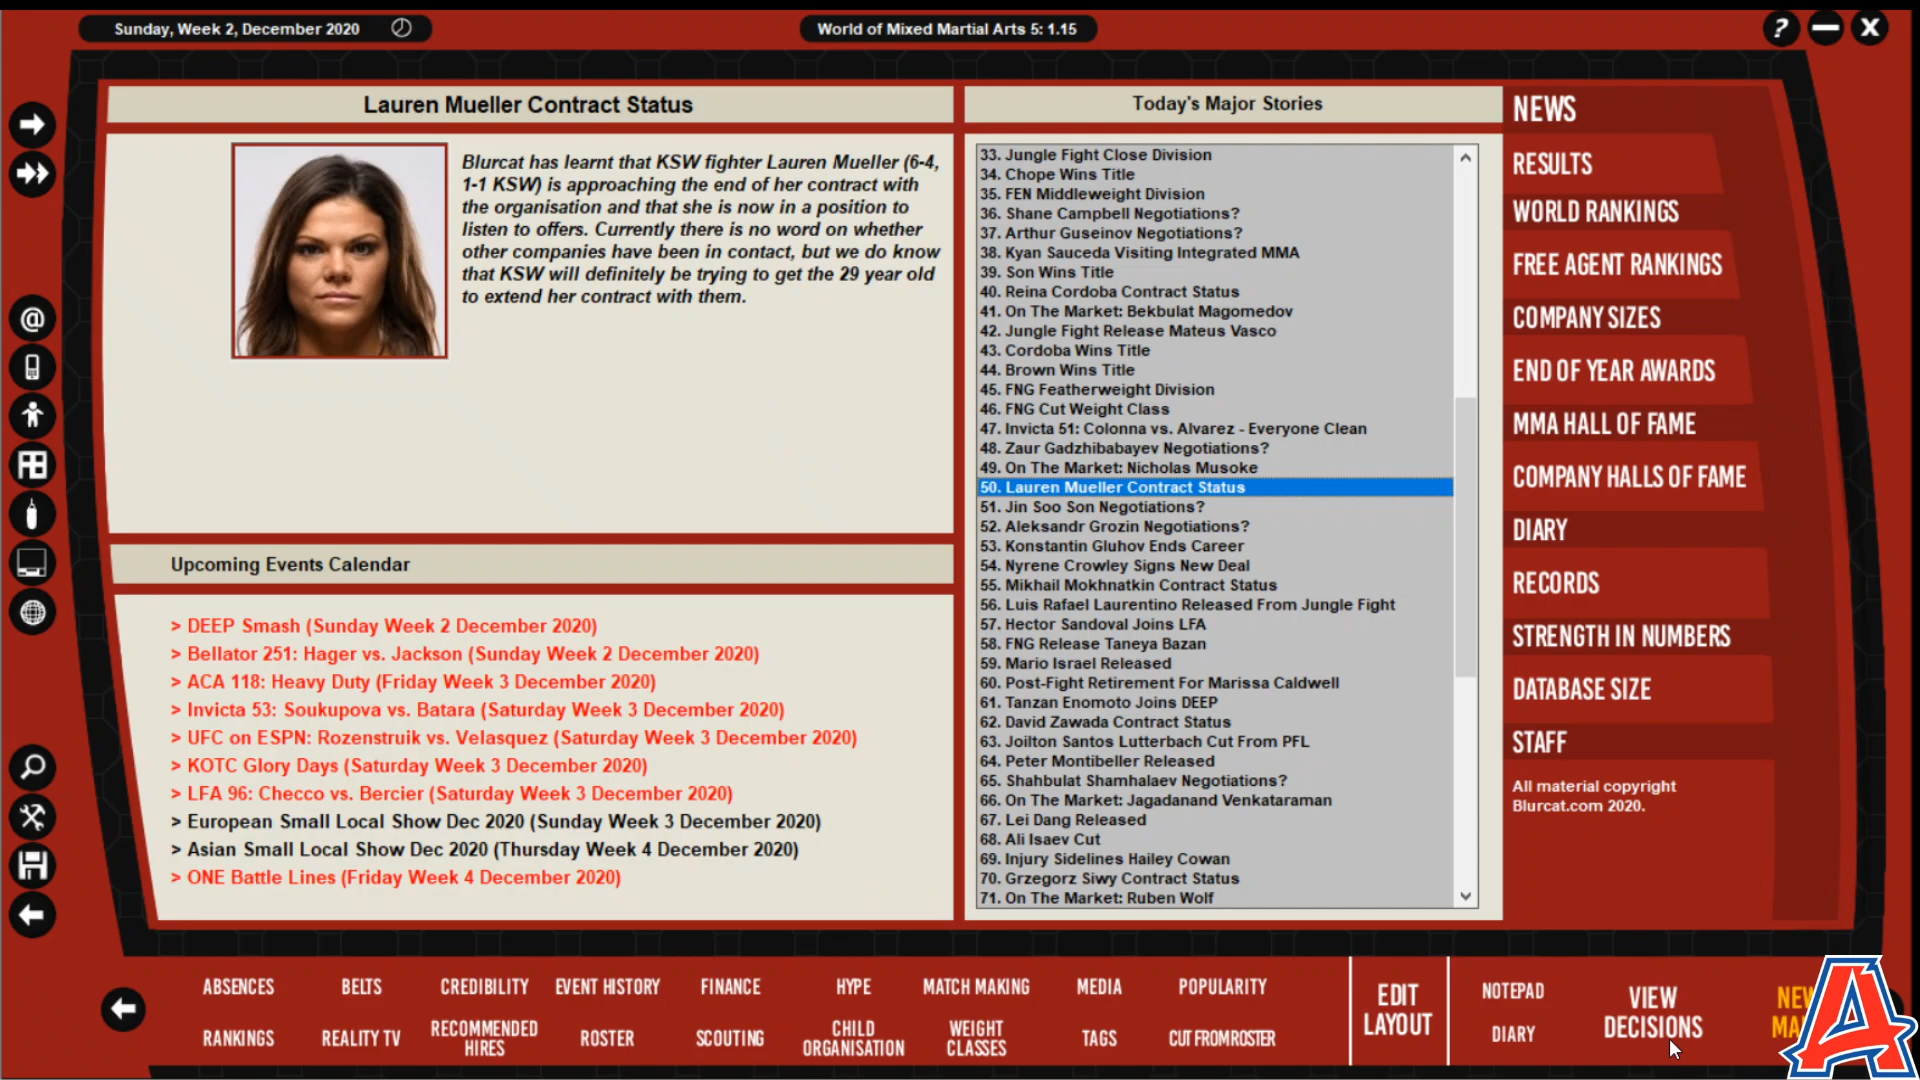 Sunday, Week 2, December 2020
World of Mixed Martial Arts 5: 1.15
?
X
Lauren Mueller Contract Status
Blurcat has learnt that KSW fighter Lauren Mueller (6-4,
1-1 KSW) is approaching the end of her contract with
the organisation and that she is now in a position to
listen to offers. Currently there is no word on whether
other companies have been in contact, but we do know
that KSW will definitely be trying to get the 29 year old
to extend her contract with them.
Upcoming Events Calendar
> DEEP Smash (Sunday Week 2 December 2020)
> Bellator 251: Hager vs. Jackson (Sunday Week 2 December 2020)
> ACA 118: Heavy Duty (Friday Week 3 December 2020)
> Invicta 53: Soukupova vs. Batara (Saturday Week 3 December 2020)
> UFC on ESPN: Rozenstruik vs. Velasquez (Saturday Week 3 December 2020)
> KOTC Glory Days (Saturday Week 3 December 2020)
> LFA 96: Checco vs. Bercier (Saturday Week 3 December 2020)
> European Small Local Show Dec 2020 (Sunday Week 3 December 2020)
> Asian Small Local Show Dec 2020 (Thursday Week 4 December 2020)
> ONE Battle Lines (Friday Week 4 December 2020)
Today's Major Stories
33. Jungle Fight Close Division
34. Chope Wins Title
35. FEN Middleweight Division
36. Shane Campbell Negotiations?
37. Arthur Guseinov Negotiations?
38. Kyan Sauceda Visiting Integrated MMA
39. Son Wins Title
40. Reina Cordoba Contract Status
41. On The Market: Bekbulat Magomedov
42. Jungle Fight Release Mateus Vasco
43. Cordoba Wins Title
44. Brown Wins Title
45. FNG Featherweight Division
46. FNG Cut Weight Class
47. Invicta 51: Colonna vs. Alvarez - Everyone Clean
48. Zaur Gadzhibabayev Negotiations?
49. On The Market: Nicholas Musoke
50. Lauren Mueller Contract Status
51. Jin Soo Son Negotiations?
52. Aleksandr Grozin Negotiations?
53. Konstantin Gluhov Ends Career
54. Nyrene Crowley Signs New Deal
55. Mikhail Mokhnatkin Contract Status
56. Luis Rafael Laurentino Released From Jungle Fight
57. Hector Sandoval Joins LFA
58. FNG Release Taneya Bazan
59. Mario Israel Released
60. Post-Fight Retirement For Marissa Caldwell
61. Tanzan Enomoto Joins DEEP
62. David Zawada Contract Status
63. Joilton Santos Lutterbach Cut From PFL
64. Peter Montibeller Released
65. Shahbulat Shamhalaev Negotiations?
66. On The Market: Jagadanand Venkataraman
67. Lei Dang Released
68. Ali Isaev Cut
69. Injury Sidelines Hailey Cowan
70. Grzegorz Siwy Contract Status
71. On The Market: Ruben Wolf
NEWS
RESULTS
WORLD RANKINGS
FREE AGENT RANKINGS
COMPANY SIZES
END OF YEAR AWARDS
MMA HALL OF FAME
COMPANY HALLS OF FAME
DIARY
RECORDS
STRENGTH IN NUMBERS
DATABASE SIZE
STAFF
All material copyright
Blurcat.com 2020.
@
ABSENCES
BELTS
CREDIBILITY
EVENT HISTORY
FINANCE
HYPE
MATCH MAKING
MEDIA
POPULARITY
RANKINGS
REALITY TV
RECOMMENDED
HIRES
ROSTER
SCOUTING
CHILD
ORGANISATION
WEIGHT
CLASSES
TAGS
CUT FROM ROSTER
EDIT
LAYOUT
NOTEPAD
DIARY
VIEW
DECISIONS
A